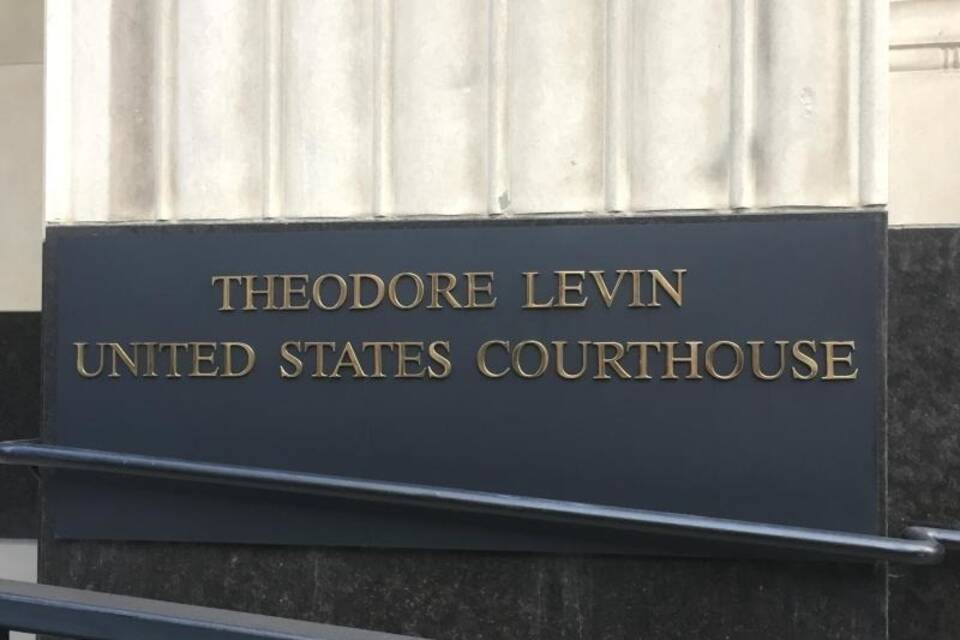 THEODORE LEVIN
UNITED STATES COURTHOUSE